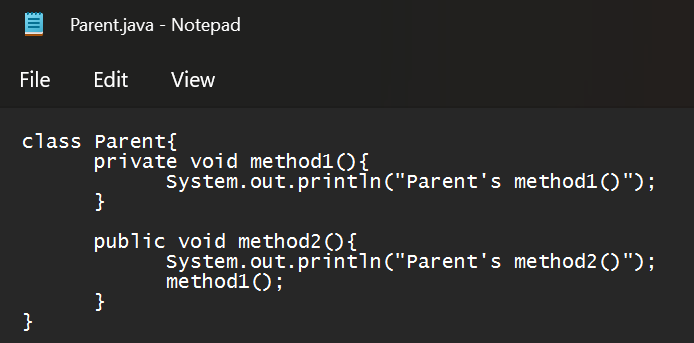 Parent.java - Notepad
File Edit View
class Parent{
private void method1(){
System.out.println("Parent's method1()");
}
public void method2(){
System.out.println("Parent's method2()");
method1();
}
}